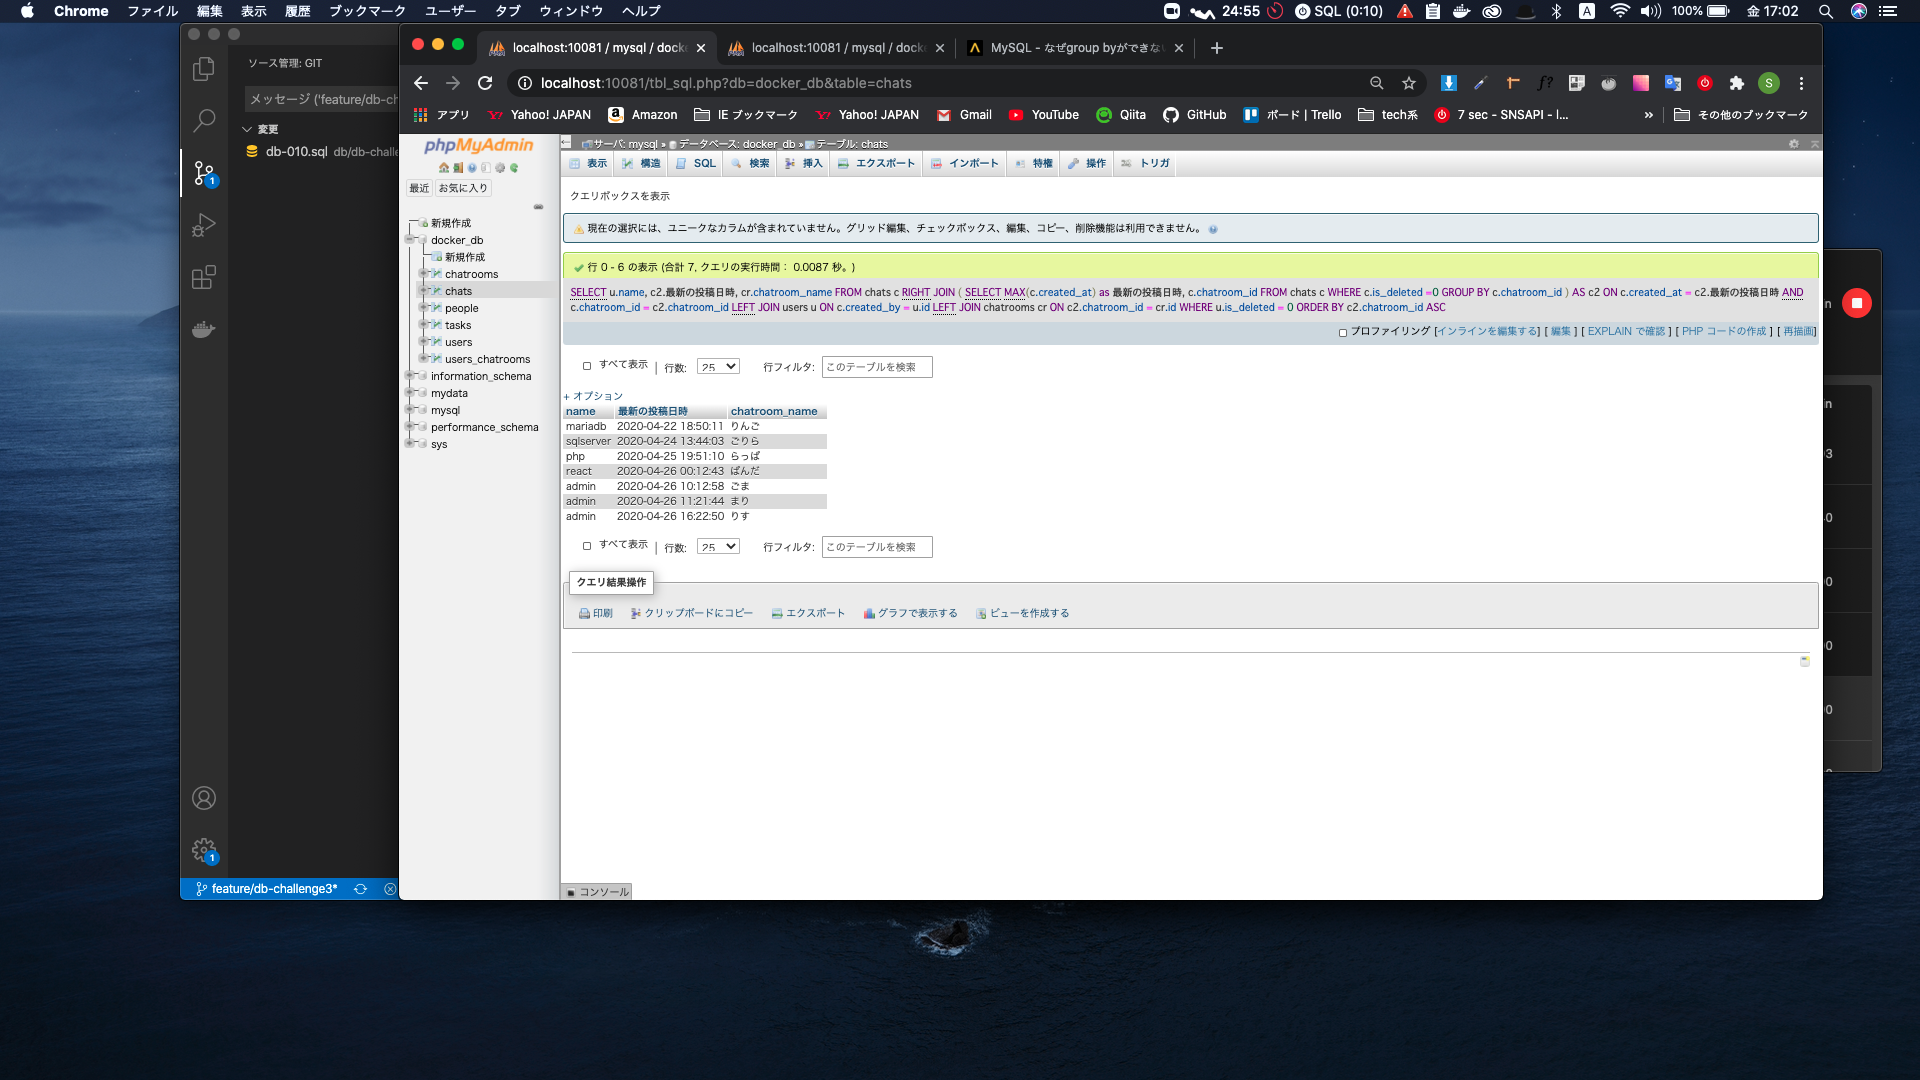 Chrome ファイル 編集 表示 履歴 ブックマーク ユーザー タブ ウィンドウ ヘルプ 24:55 SQL (0:10) A 100% 金 17:02
ソース管理: GIT
メッセージ ('feature/db-ch
変更
db-010.sql db/db-challe
1
1
feature/db-challenge3*
localhost:10081 / mysql / docke
localhost:10081 / mysql / docke
MySQL - なぜgroup byができない
localhost:10081/tbl_sql.php?db=docker_db&table=chats
S
アプリ Yahoo! JAPAN Amazon IE ブックマーク Yahoo! JAPAN Gmail YouTube Qiita GitHub ボード | Trello tech系 7 sec - SNSAPI - I... » その他のブックマーク
phpMyAdmin
最近 お気に入り
新規作成
docker_db
新規作成
chatrooms
chats
people
tasks
users
users_chatrooms
information_schema
mydata
mysql
performance_schema
sys
サーバ: mysql » データベース: docker_db » テーブル: chats
表示 構造 SQL 検索 挿入 エクスポート インポート 特権 操作 トリガ
クエリボックスを表示
現在の選択には、ユニークなカラムが含まれていません。グリッド編集、チェックボックス、編集、コピー、削除機能は利用できません。
行 0 - 6 の表示 (合計 7, クエリの実行時間： 0.0087 秒。)
SELECT u.name, c2.最新の投稿日時, cr.chatroom_name FROM chats c RIGHT JOIN ( SELECT MAX(c.created_at) as 最新の投稿日時, c.chatroom_id FROM chats c WHERE c.is_deleted =0 GROUP BY c.chatroom_id ) AS c2 ON c.created_at = c2.最新の投稿日時 AND
c.chatroom_id = c2.chatroom_id LEFT JOIN users u ON c.created_by = u.id LEFT JOIN chatrooms cr ON c2.chatroom_id = cr.id WHERE u.is_deleted = 0 ORDER BY c2.chatroom_id ASC
プロファイリング [インラインを編集する] [ 編集 ] [ EXPLAIN で確認 ] [ PHP コードの作成 ] [ 再描画]
すべて表示 | 行数: 25 行フィルタ: このテーブルを検索
+ オプション
name 最新の投稿日時 chatroom_name
mariadb 2020-04-22 18:50:11 りんご
sqlserver 2020-04-24 13:44:03 ごりら
php 2020-04-25 19:51:10 らっぱ
react 2020-04-26 00:12:43 ぱんだ
admin 2020-04-26 10:12:58 ごま
admin 2020-04-26 11:21:44 まり
admin 2020-04-26 16:22:50 りす
すべて表示 | 行数: 25 行フィルタ: このテーブルを検索
クエリ結果操作
印刷 クリップボードにコピー エクスポート グラフで表示する ビューを作成する
コンソール